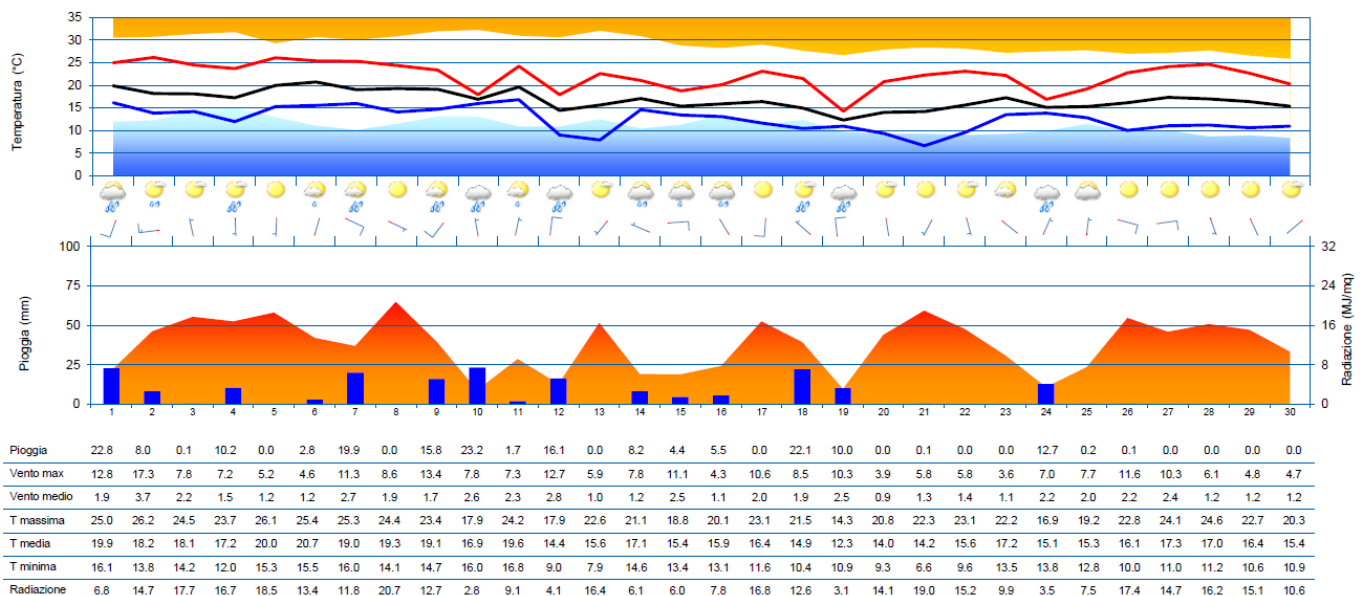 35
30
25
20
15
10
5
0
Temperatura (°C)
100
75
50
25
0
Pioggia (mm)
32
24
16
8
0
Radiazione (MJ/mq)
1 2 3 4 5 6 7 8 9 10 11 12 13 14 15 16 17 18 19 20 21 22 23 24 25 26 27 28 29 30
Pioggia 22.8 8.0 0.1 10.2 0.0 2.8 19.9 0.0 15.8 23.2 1.7 16.1 0.0 8.2 4.4 5.5 0.0 22.1 10.0 0.0 0.1 0.0 0.0 12.7 0.2 0.1 0.0 0.0 0.0 0.0
Vento max 12.8 17.3 7.8 7.2 5.2 4.6 11.3 8.6 13.4 7.8 7.3 12.7 5.9 7.8 11.1 4.3 10.6 8.5 10.3 3.9 5.8 5.8 3.6 7.0 7.7 11.6 10.3 6.1 4.8 4.7
Vento medio 1.9 3.7 2.2 1.5 1.2 1.2 2.7 1.9 1.7 2.6 2.3 2.8 1.0 1.2 2.5 1.1 2.0 1.9 2.5 0.9 1.3 1.4 1.1 2.2 2.0 2.2 2.4 1.2 1.2 1.2
T massima 25.0 26.2 24.5 23.7 26.1 25.4 25.3 24.4 23.4 17.9 24.2 17.9 22.6 21.1 18.8 20.1 23.1 21.5 14.3 20.8 22.3 23.1 22.2 16.9 19.2 22.8 24.1 24.6 22.7 20.3
T media 19.9 18.2 18.1 17.2 20.0 20.7 19.0 19.3 19.1 16.9 19.6 14.4 15.6 17.1 15.4 15.9 16.4 14.9 12.3 14.0 14.2 15.6 17.2 15.1 15.3 16.1 17.3 17.0 16.4 15.4
T minima 16.1 13.8 14.2 12.0 15.3 15.5 16.0 14.1 14.7 16.0 16.8 9.0 7.9 14.6 13.4 13.1 11.6 10.4 10.9 9.3 6.6 9.6 13.5 13.8 12.8 10.0 11.0 11.2 10.6 10.9
Radiazione 6.8 14.7 17.7 16.7 18.5 13.4 11.8 20.7 12.7 2.8 9.1 4.1 16.4 6.1 6.0 7.8 16.8 12.6 3.1 14.1 19.0 15.2 9.9 3.5 7.5 17.4 14.7 16.2 15.1 10.6